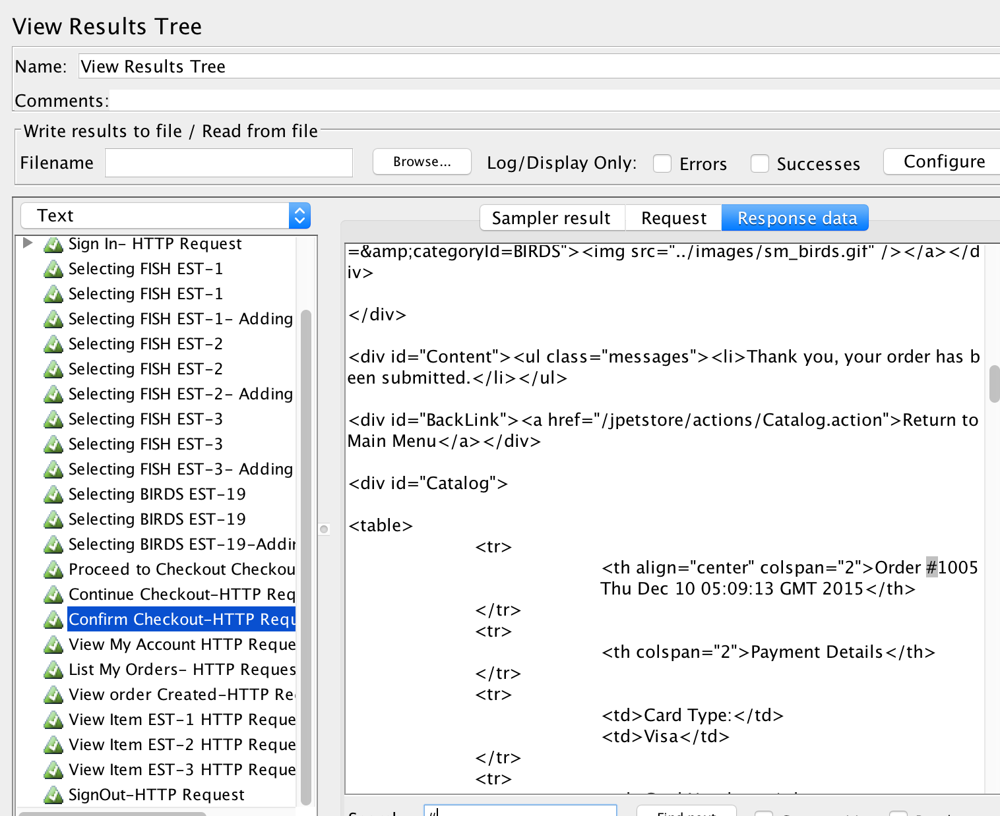 View Results Tree
Name: View Results Tree
Comments:
Write results to file / Read from file
Filename Browse... Log/Display Only: Errors Successes Configure
Text
Sign In- HTTP Request
Selecting FISH EST-1
Selecting FISH EST-1
Selecting FISH EST-1- Adding
Selecting FISH EST-2
Selecting FISH EST-2
Selecting FISH EST-2- Adding
Selecting FISH EST-3
Selecting FISH EST-3
Selecting FISH EST-3- Adding
Selecting BIRDS EST-19
Selecting BIRDS EST-19
Selecting BIRDS EST-19-Addin
Proceed to Checkout Checkou
Continue Checkout-HTTP Req
Confirm Checkout-HTTP Requ
View My Account HTTP Reque
List My Orders- HTTP Reques
View order Created-HTTP Re
View Item EST-1 HTTP Reque
View Item EST-2 HTTP Reque
View Item EST-3 HTTP Reque
SignOut-HTTP Request
Sampler result Request Response data
=&amp;categoryId=BIRDS"><img src="../images/sm_birds.gif" /></a></d
iv>
</div>
<div id="Content"><ul class="messages"><li>Thank you, your order has b
een submitted.</li></ul>
<div id="BackLink"><a href="/jpetstore/actions/Catalog.action">Return to
Main Menu</a></div>
<div id="Catalog">
<table>
<tr>
<th align="center" colspan="2">Order #1005
Thu Dec 10 05:09:13 GMT 2015</th>
</tr>
<tr>
<th colspan="2">Payment Details</th>
</tr>
<tr>
<td>Card Type:</td>
<td>Visa</td>
</tr>
<tr>
#
Find next